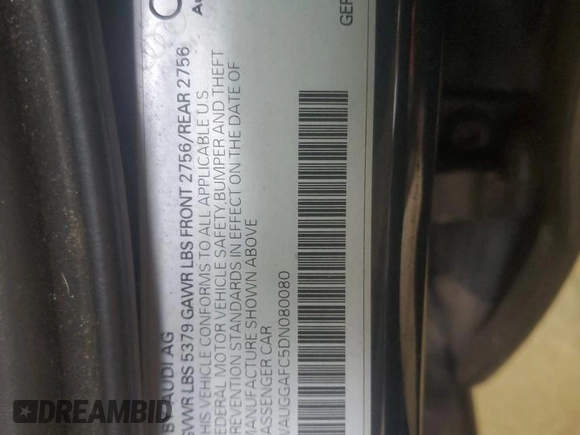 AUDI AG
GVWR LBS 5379 GAWR LBS FRONT 2756/REAR 2756
THIS VEHICLE CONFORMS TO ALL APPLICABLE U.S.
FEDERAL MOTOR VEHICLE SAFETY, BUMPER AND THEFT
PREVENTION STANDARDS IN EFFECT ON THE DATE OF
MANUFACTURE SHOWN ABOVE
PASSENGER CAR
WAUGGAFC5DN080080
GER
DREAMBID